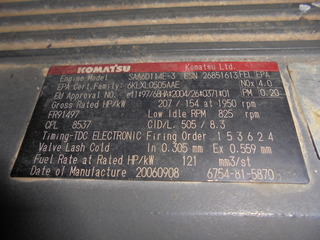 KOMATSU Komatsu Ltd.
Engine Model SAA6D114E-3 ESN 26851613 FEL EPA
EPA Cert. Family: 6KLXL0505AAE NOx 4.0
EU Approval NO. e11*97/68HA*2004/26*0371*01 PM 0.20
Gross Rated HP/kW 207 / 154 at 1950 rpm
FR91497 Low Idle RPM 825 rpm
CPL 8537 CID/L. 505 / 8.3
Timing-TDC ELECTRONIC Firing Order 1 5 3 6 2 4
Valve Lash Cold In 0.305 mm Ex 0.559 mm
Fuel Rate at Rated HP/kW 121 mm3/st
Date of Manufacture 20060908 6754-81-5870